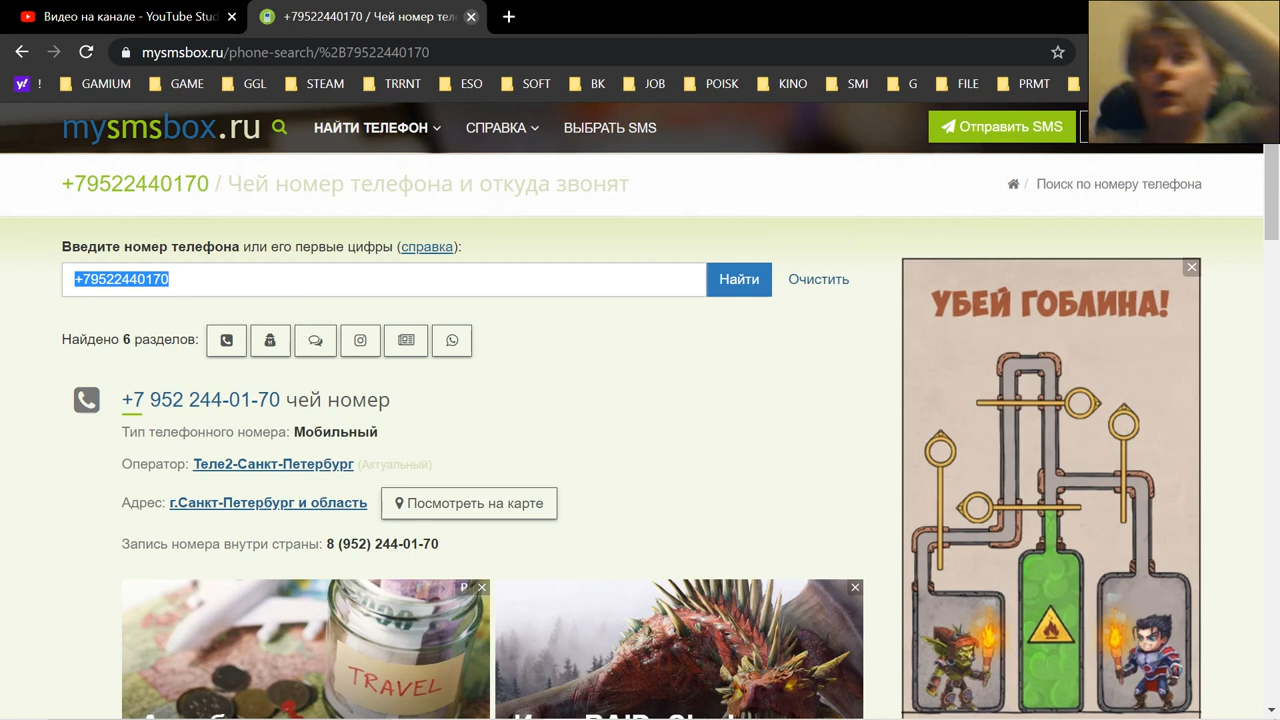 Видео на канале - YouTube Stud
+79522440170 / Чей номер теле
mysmsbox.ru/phone-search/%2B79522440170
!
GAMIUM
GAME
GGL
STEAM
TRRNT
ESO
SOFT
BK
JOB
POISK
KINO
SMI
G
FILE
PRMT
mysmsbox.ru
НАЙТИ ТЕЛЕФОН
СПРАВКА
ВЫБРАТЬ SMS
Отправить SMS
+79522440170 / Чей номер телефона и откуда звонят
/ Поиск по номеру телефона
Введите номер телефона или его первые цифры (справка):
+79522440170
Найти
Очистить
Найдено 6 разделов:
+7 952 244-01-70 чей номер
Тип телефонного номера: Мобильный
Оператор: Теле2-Санкт-Петербург (Актуальный)
Адрес: г.Санкт-Петербург и область
Посмотреть на карте
Запись номера внутри страны: 8 (952) 244-01-70
УБЕЙ ГОБЛИНА!
₽
TRAVEL